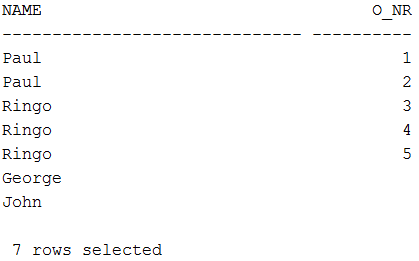 NAME                                 O_NR
------------------------------ ----------
Paul                                    1
Paul                                    2
Ringo                                   3
Ringo                                   4
Ringo                                   5
George
John
 7 rows selected